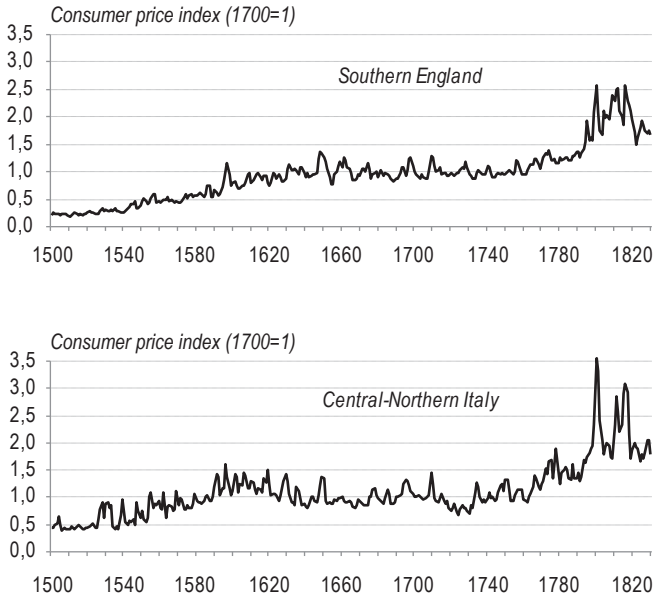 Consumer price index (1700=1)
3,5
Southern England
3,0
2,5
2,0
1,5
1,0
0,5
0,0
1500 1540 1580 1620 1660 1700 1740 1780 1820
Consumer price index (1700=1)
3,5
Central-Northern Italy
3,0
2,5
2,0
1,5
1,0
0,5
0,0
1500 1540 1580 1620 1660 1700 1740 1780 1820